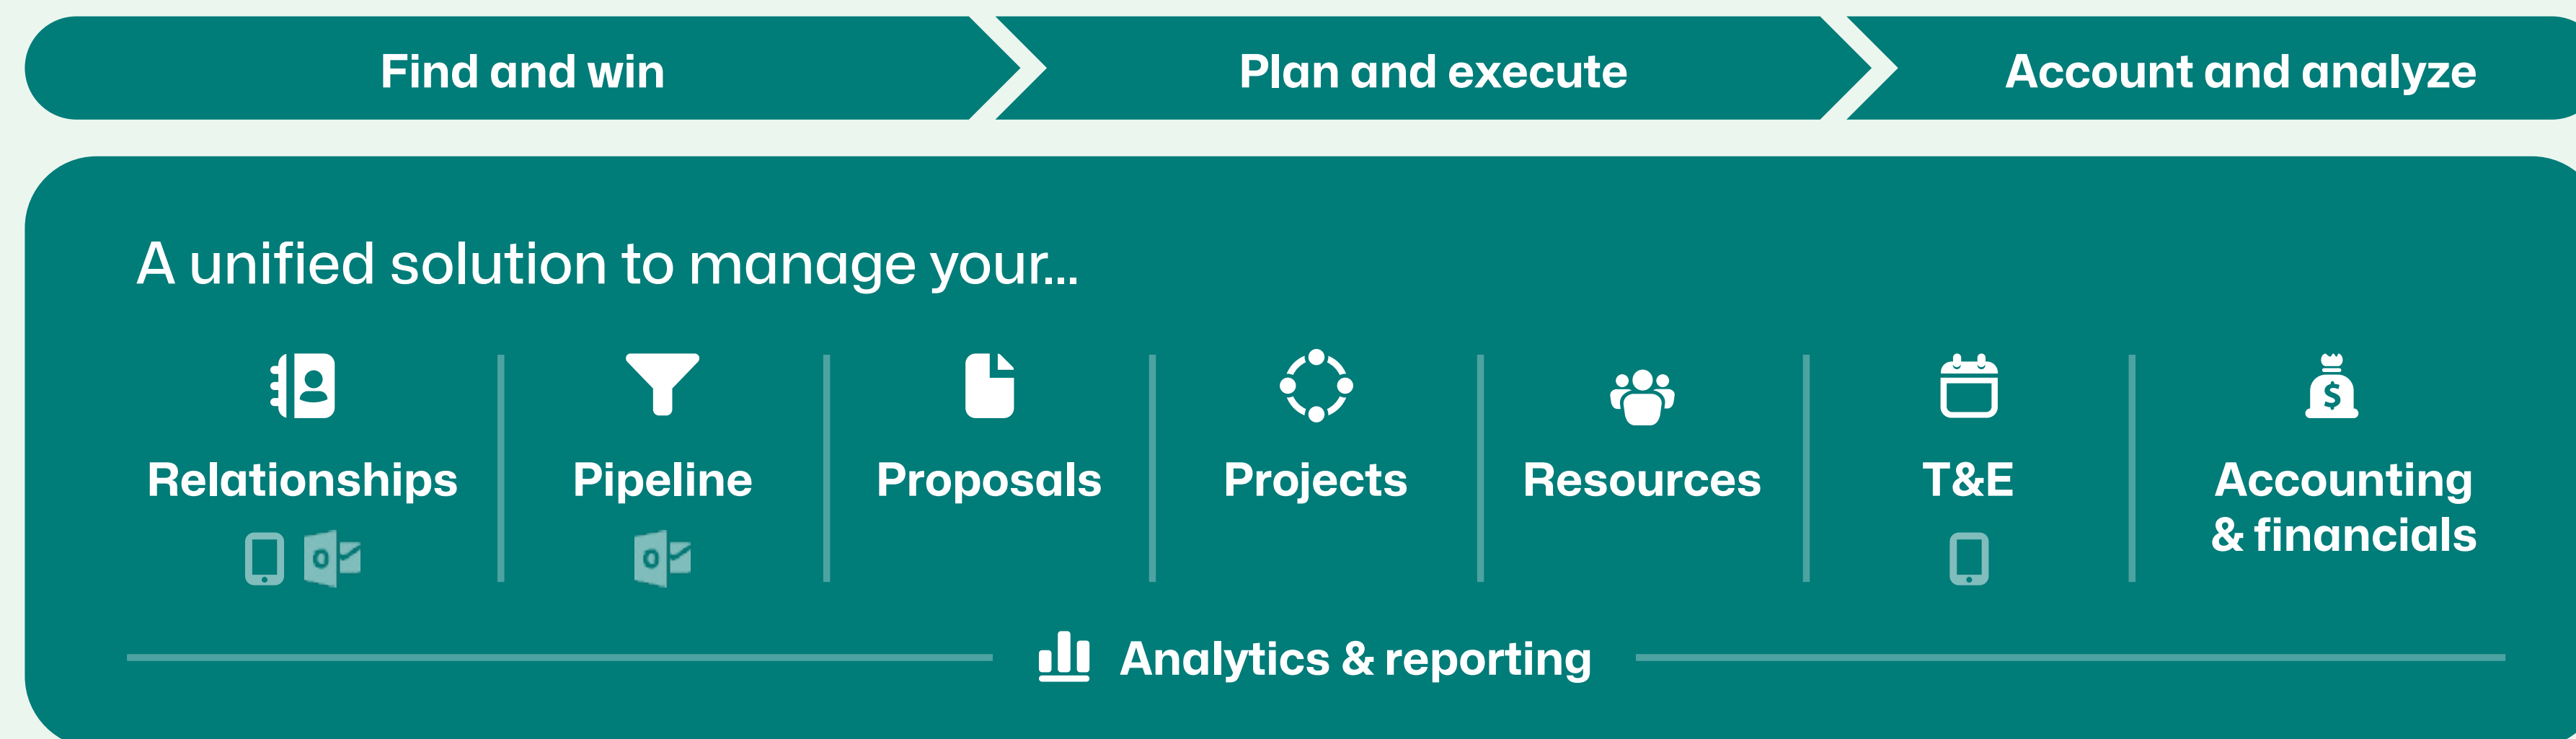 Find and win
Plan and execute
Account and analyze
A unified solution to manage your...
Relationships
Pipeline
Proposals
Projects
Resources
T&E
Accounting
& financials
Analytics & reporting